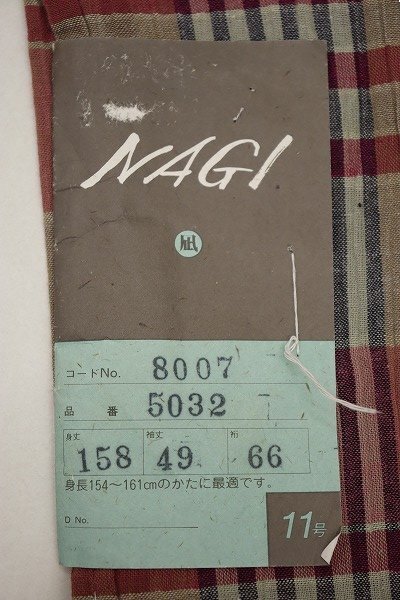 NAGI
凪
コードNo. 8007
品番 5032
身丈 袖丈 裄
158 49 66
身長154〜161cmのかたに最適です。
D No.
11号